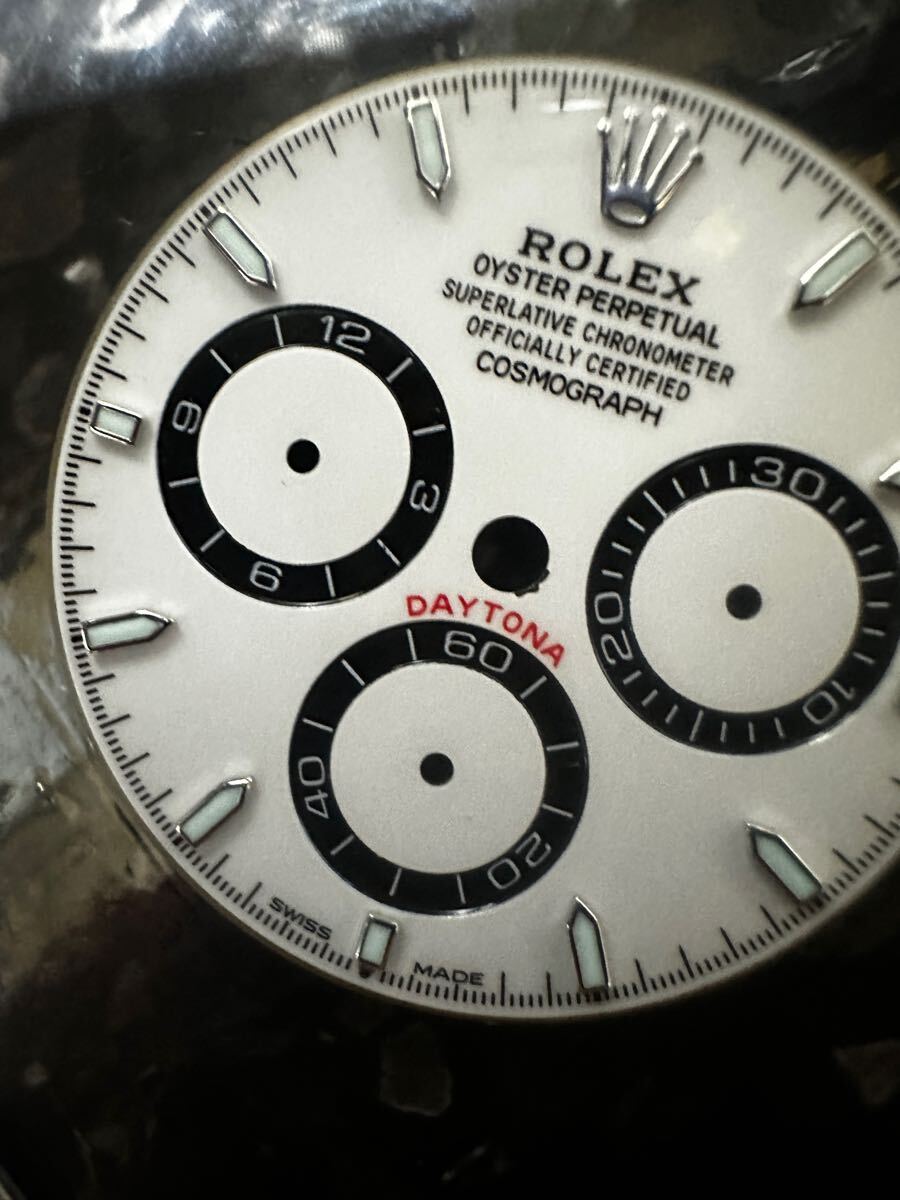 ROLEX
OYSTER PERPETUAL
SUPERLATIVE CHRONOMETER
OFFICIALLY CERTIFIED
COSMOGRAPH
12
3
6
9
30
10
20
DAYTONA
60
20
40
SWISS
MADE